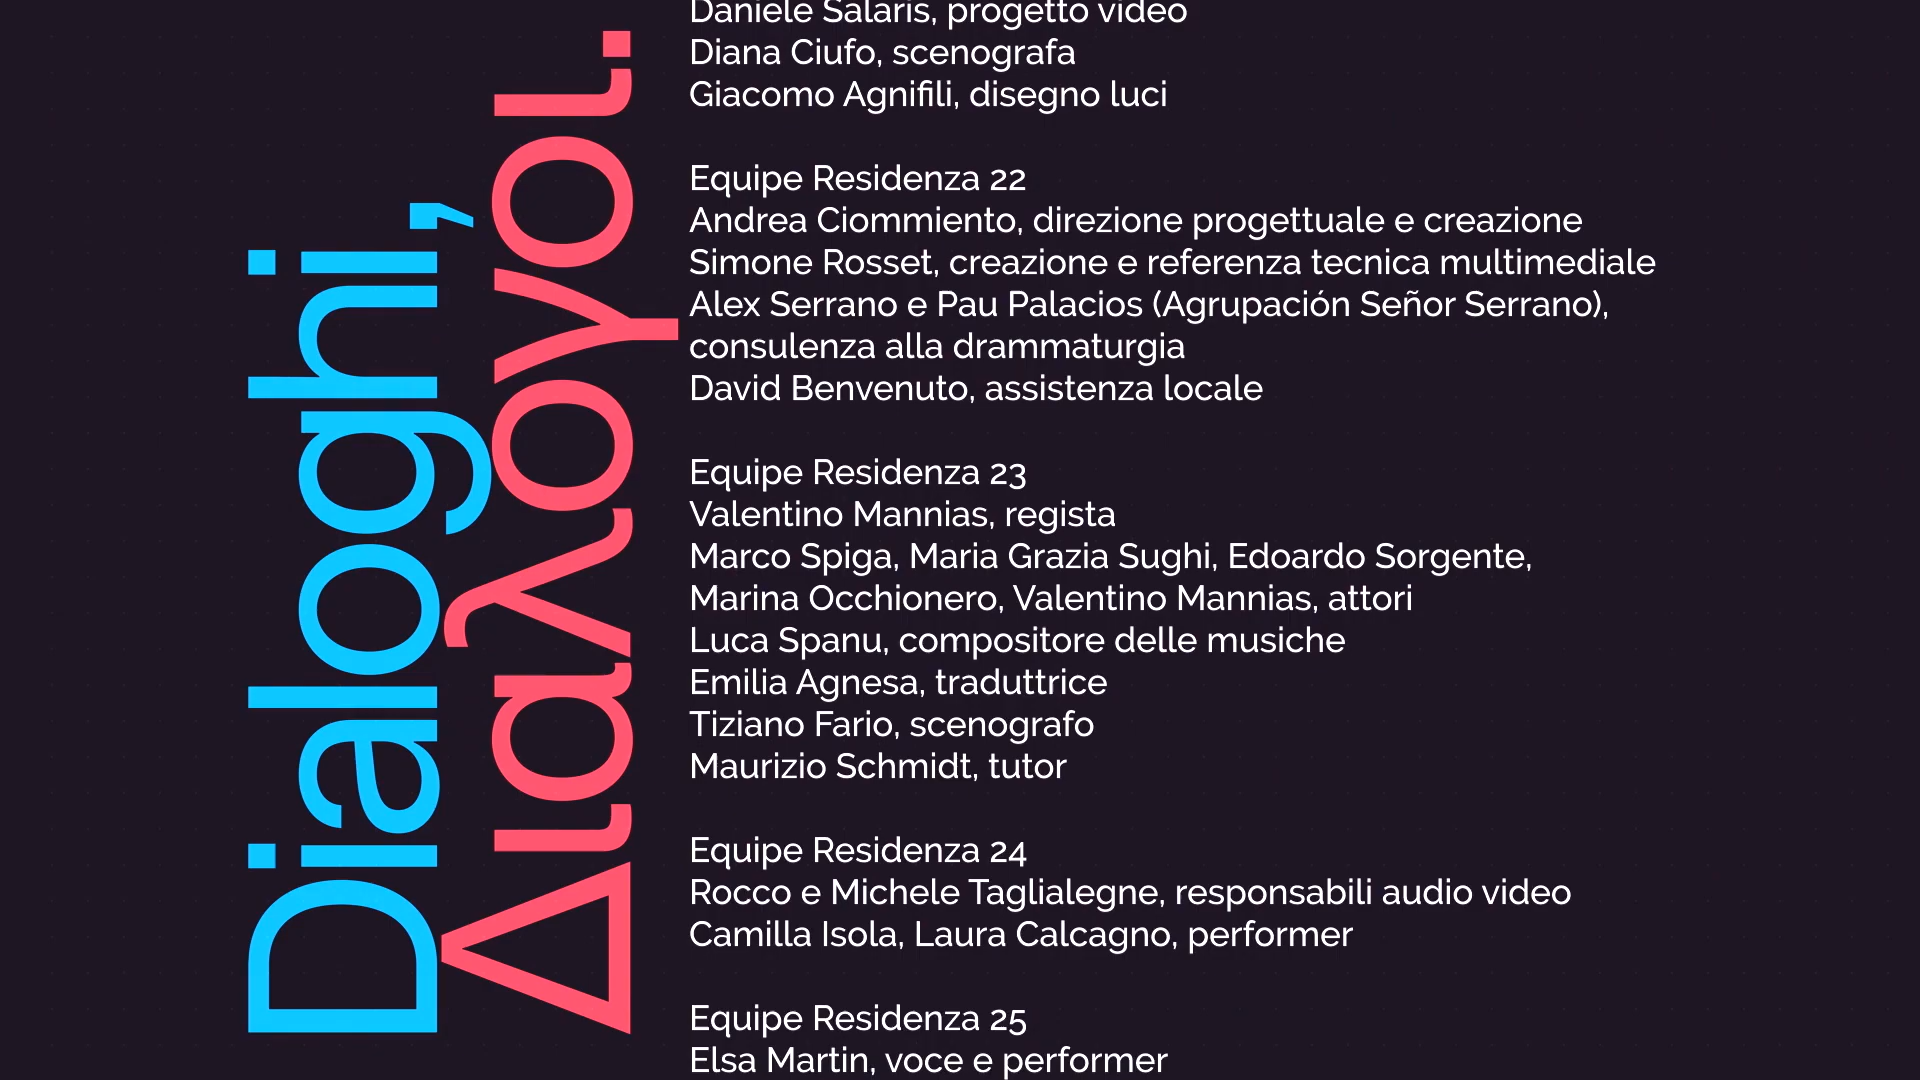 Dialoghi,
Διαλογοι.
Daniele Salaris, progetto video
Diana Ciufo, scenografa
Giacomo Agnifili, disegno luci
Equipe Residenza 22
Andrea Ciommiento, direzione progettuale e creazione
Simone Rosset, creazione e referenza tecnica multimediale
Alex Serrano e Pau Palacios (Agrupación Señor Serrano),
consulenza alla drammaturgia
David Benvenuto, assistenza locale
Equipe Residenza 23
Valentino Mannias, regista
Marco Spiga, Maria Grazia Sughi, Edoardo Sorgente,
Marina Occhionero, Valentino Mannias, attori
Luca Spanu, compositore delle musiche
Emilia Agnesa, traduttrice
Tiziano Fario, scenografo
Maurizio Schmidt, tutor
Equipe Residenza 24
Rocco e Michele Taglialegne, responsabili audio video
Camilla Isola, Laura Calcagno, performer
Equipe Residenza 25
Elsa Martin, voce e performer